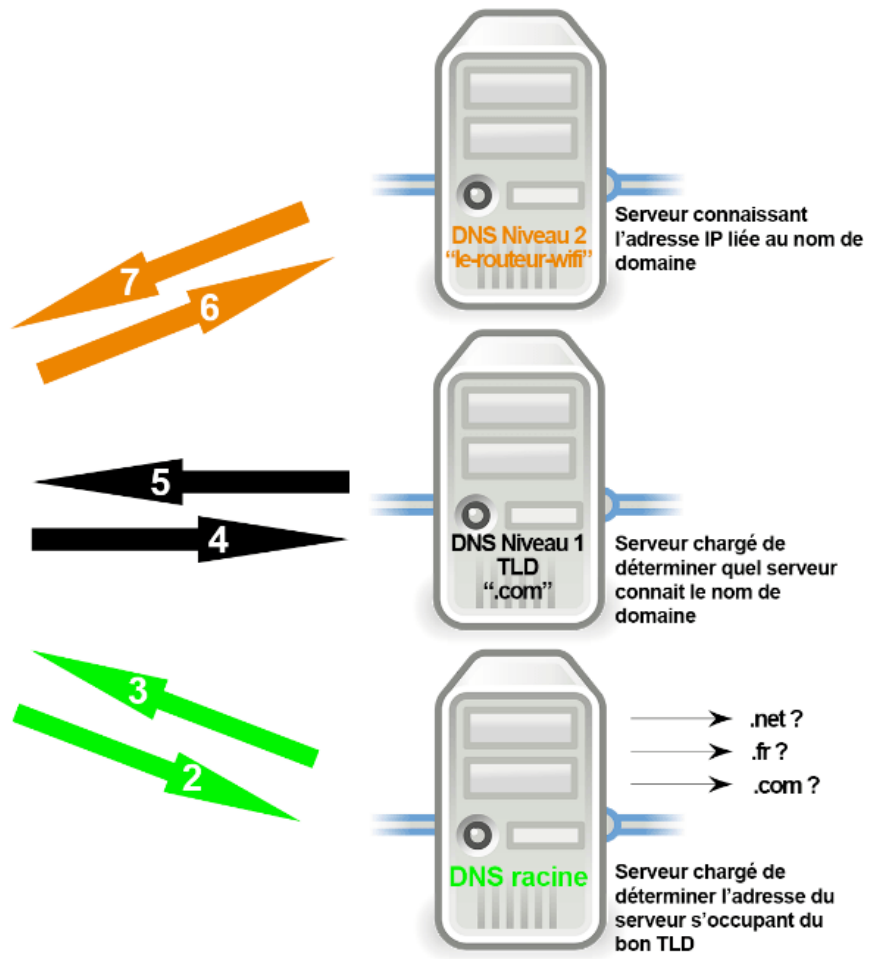 DNS Niveau 2
“le-routeur-wifi”
Serveur connaissant
l’adresse IP liée au nom de
domaine
7
6
5
4
DNS Niveau 1
TLD
“.com”
Serveur chargé de
déterminer quel serveur
connait le nom de
domaine
3
2
.net ?
.fr ?
.com ?
DNS racine
Serveur chargé de
déterminer l’adresse du
serveur s’occupant du
bon TLD